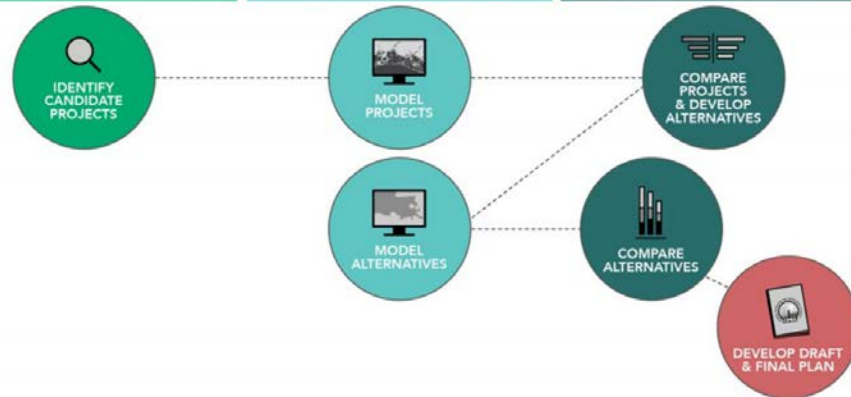 IDENTIFY
CANDIDATE
PROJECTS
MODEL
PROJECTS
COMPARE
PROJECTS
& DEVELOP
ALTERNATIVES
MODEL
ALTERNATIVES
COMPARE
ALTERNATIVES
DEVELOP DRAFT
& FINAL PLAN